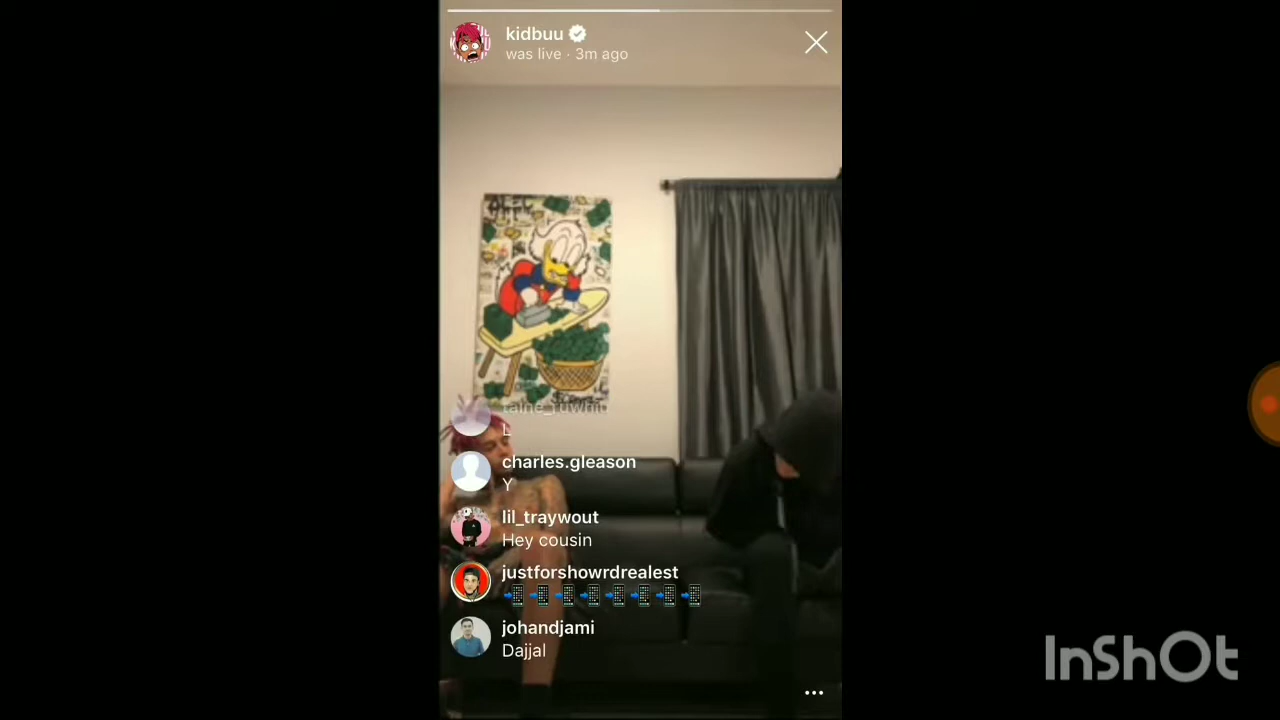 kidbuu
was live · 3m ago
L
charles.gleason
Y
lil_traywout
Hey cousin
justforshowrdrealest
johandjami
Dajjal
InShOt